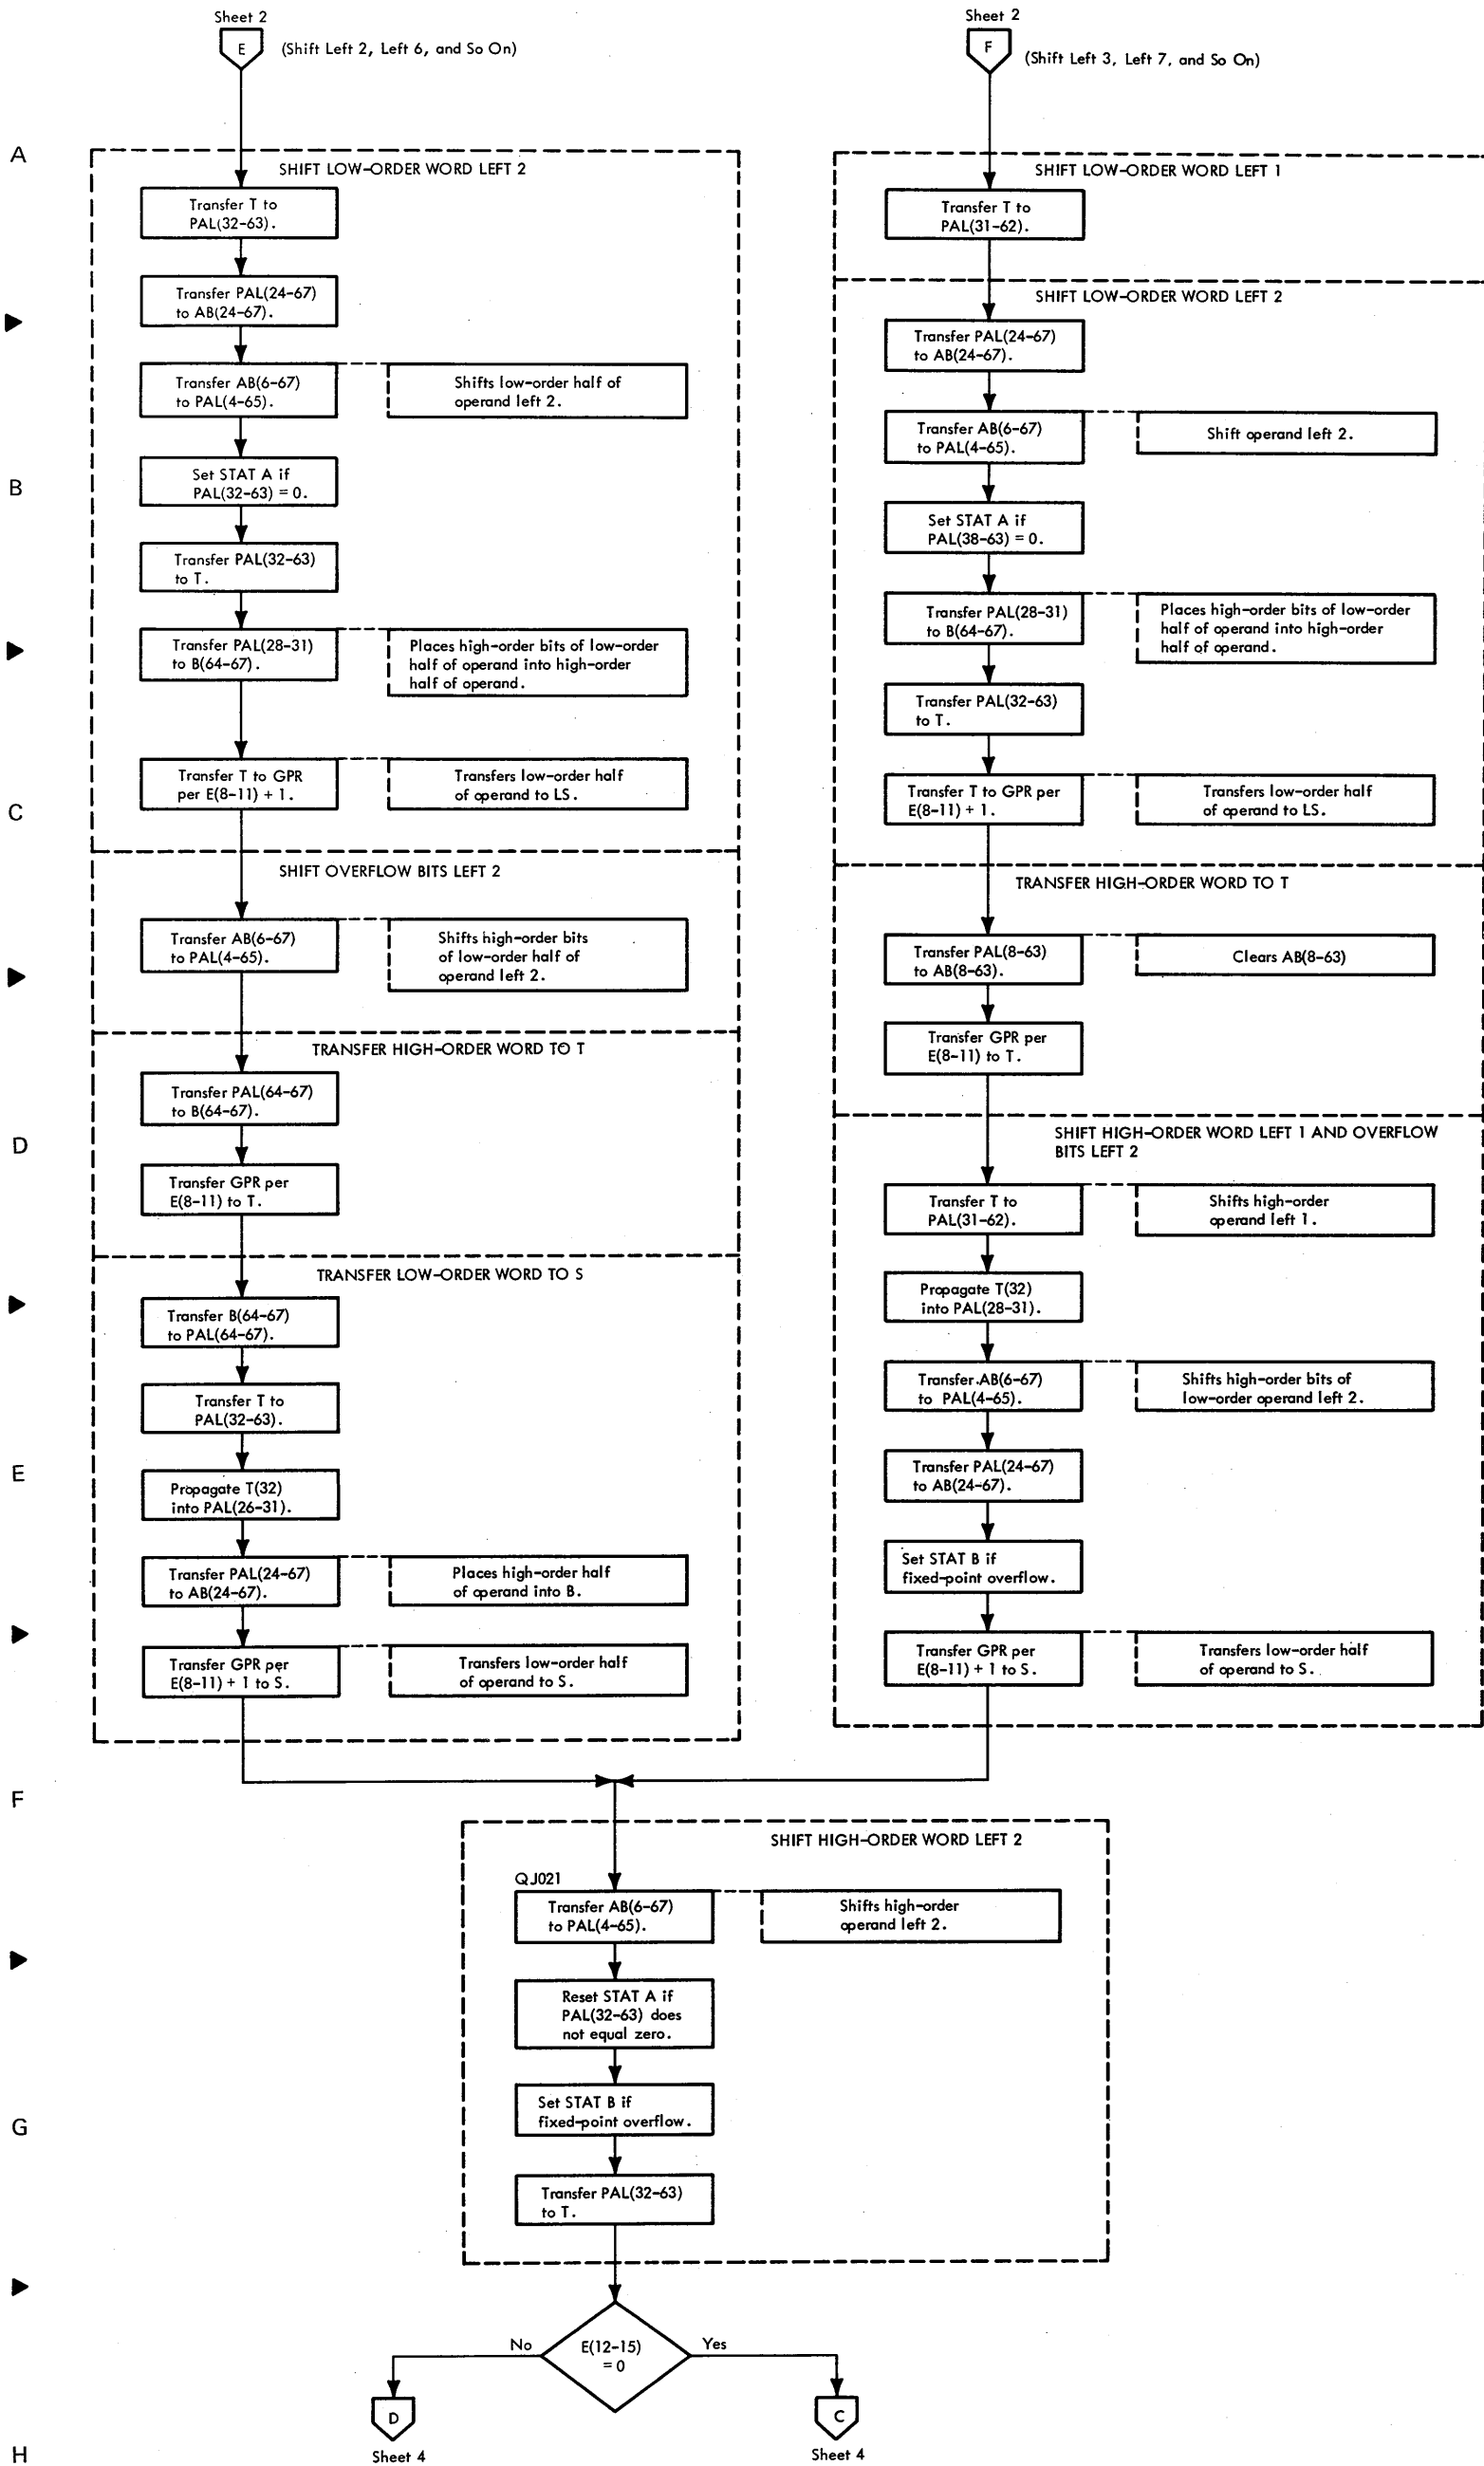 Sheet 2
E
(Shift Left 2, Left 6, and So On)
A
SHIFT LOW-ORDER WORD LEFT 2
Transfer T to
PAL(32-63).
Transfer PAL(24-67)
to AB(24-67).
Transfer AB(6-67)
to PAL(4-65).
Shifts low-order half of
operand left 2.
B
Set STAT A if
PAL(32-63) = 0.
Transfer PAL(32-63)
to T.
Transfer PAL(28-31)
to B(64-67).
Places high-order bits of low-order
half of operand into high-order
half of operand.
C
Transfer T to GPR
per E(8-11) + 1.
Transfers low-order half
of operand to LS.
SHIFT OVERFLOW BITS LEFT 2
Transfer AB(6-67)
to PAL(4-65).
Shifts high-order bits
of low-order half of
operand left 2.
TRANSFER HIGH-ORDER WORD TO T
Transfer PAL(64-67)
to B(64-67).
D
Transfer GPR per
E(8-11) to T.
TRANSFER LOW-ORDER WORD TO S
Transfer B(64-67)
to PAL(64-67).
Transfer T to
PAL(32-63).
E
Propagate T(32)
into PAL(26-31).
Transfer PAL(24-67)
to AB(24-67).
Places high-order half
of operand into B.
Transfer GPR per
E(8-11) + 1 to S.
Transfers low-order half
of operand to S.
Sheet 2
F
(Shift Left 3, Left 7, and So On)
SHIFT LOW-ORDER WORD LEFT 1
Transfer T to
PAL(31-62).
SHIFT LOW-ORDER WORD LEFT 2
Transfer PAL(24-67)
to AB(24-67).
Transfer AB(6-67)
to PAL(4-65).
Shift operand left 2.
Set STAT A if
PAL(38-63) = 0.
Transfer PAL(28-31)
to B(64-67).
Places high-order bits of low-order
half of operand into high-order
half of operand.
Transfer PAL(32-63)
to T.
Transfer T to GPR per
E(8-11) + 1.
Transfers low-order half
of operand to LS.
TRANSFER HIGH-ORDER WORD TO T
Transfer PAL(8-63)
to AB(8-63).
Clears AB(8-63)
Transfer GPR per
E(8-11) to T.
SHIFT HIGH-ORDER WORD LEFT 1 AND OVERFLOW
BITS LEFT 2
Transfer T to
PAL(31-62).
Shifts high-order
operand left 1.
Propagate T(32)
into PAL(28-31).
Transfer AB(6-67)
to PAL(4-65).
Shifts high-order bits of
low-order operand left 2.
Transfer PAL(24-67)
to AB(24-67).
Set STAT B if
fixed-point overflow.
Transfer GPR per
E(8-11) + 1 to S.
Transfers low-order half
of operand to S.
F
SHIFT HIGH-ORDER WORD LEFT 2
QJ021
Transfer AB(6-67)
to PAL(4-65).
Shifts high-order
operand left 2.
Reset STAT A if
PAL(32-63) does
not equal zero.
G
Set STAT B if
fixed-point overflow.
Transfer PAL(32-63)
to T.
No
E(12-15)
= 0
Yes
D
Sheet 4
C
Sheet 4
H